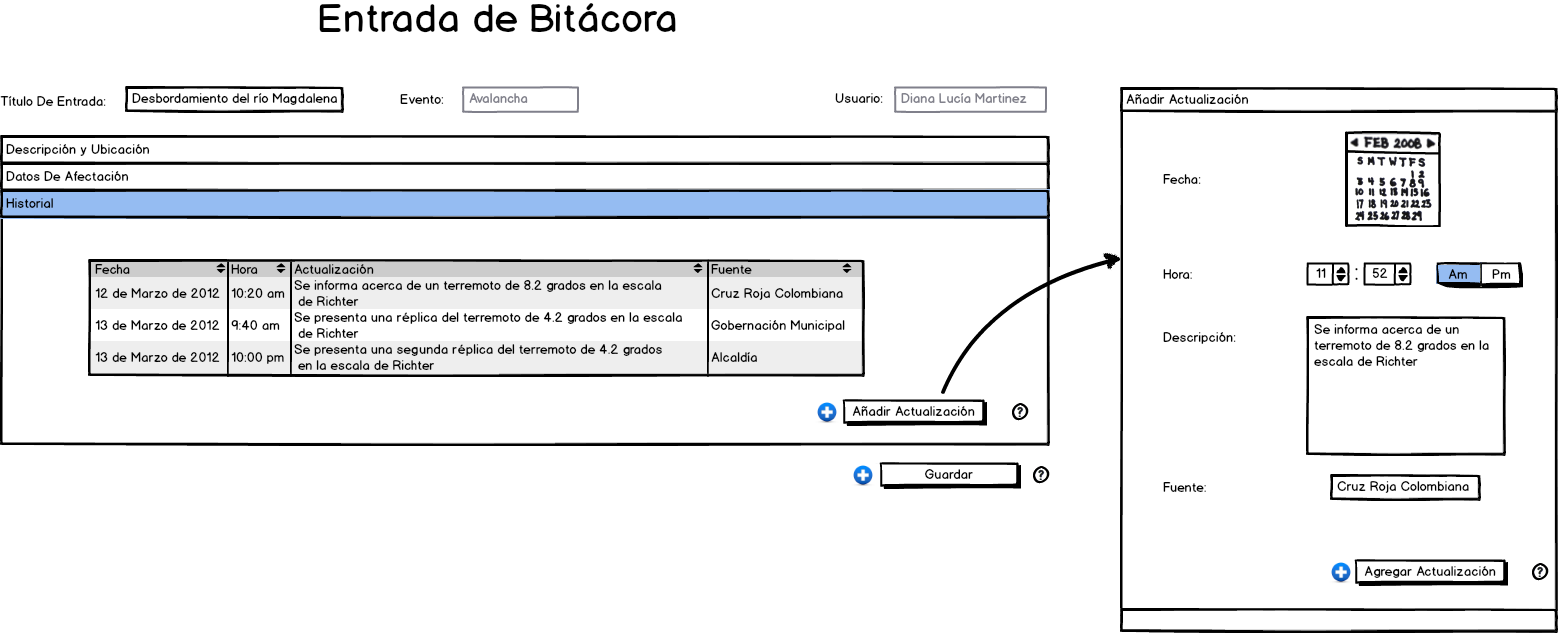 Entrada de Bitácora
Título De Entrada: Desbordamiento del río Magdalena Evento: Avalancha Usuario: Diana Lucía Martinez
Descripción y Ubicación
Datos De Afectación
Historial
Fecha Hora Actualización Fuente
12 de Marzo de 2012 10:20 am Se informa acerca de un terremoto de 8.2 grados en la escala
de Richter Cruz Roja Colombiana
13 de Marzo de 2012 9:40 am Se presenta una réplica del terremoto de 4.2 grados en la escala
de Richter Gobernación Municipal
13 de Marzo de 2012 10:00 pm Se presenta una segunda réplica del terremoto de 4.2 grados
en la escala de Richter Alcaldía
Añadir Actualización ?
Guardar ?
Añadir Actualización
Fecha:
FEB 2008
S M T W T F S
1 2
3 4 5 6 7 8 9
10 11 12 13 14 15 16
17 18 19 20 21 22 23
24 25 26 27 28 29
Hora: 11 : 52 Am Pm
Descripción:
Se informa acerca de un
terremoto de 8.2 grados en la
escala de Richter
Fuente: Cruz Roja Colombiana
Agregar Actualización ?